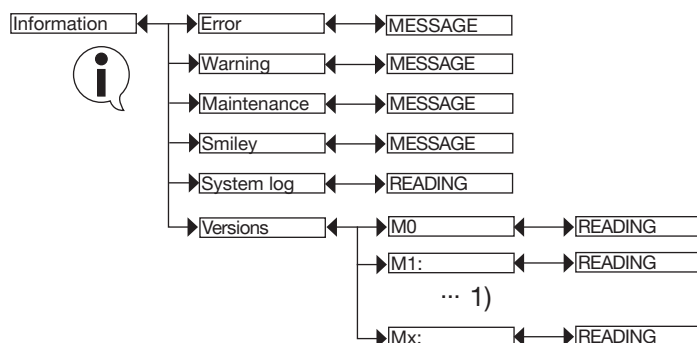 Information Error MESSAGE
Warning MESSAGE
Maintenance MESSAGE
Smiley MESSAGE
System log READING
Versions M0 READING
M1: READING
... 1)
Mx: READING